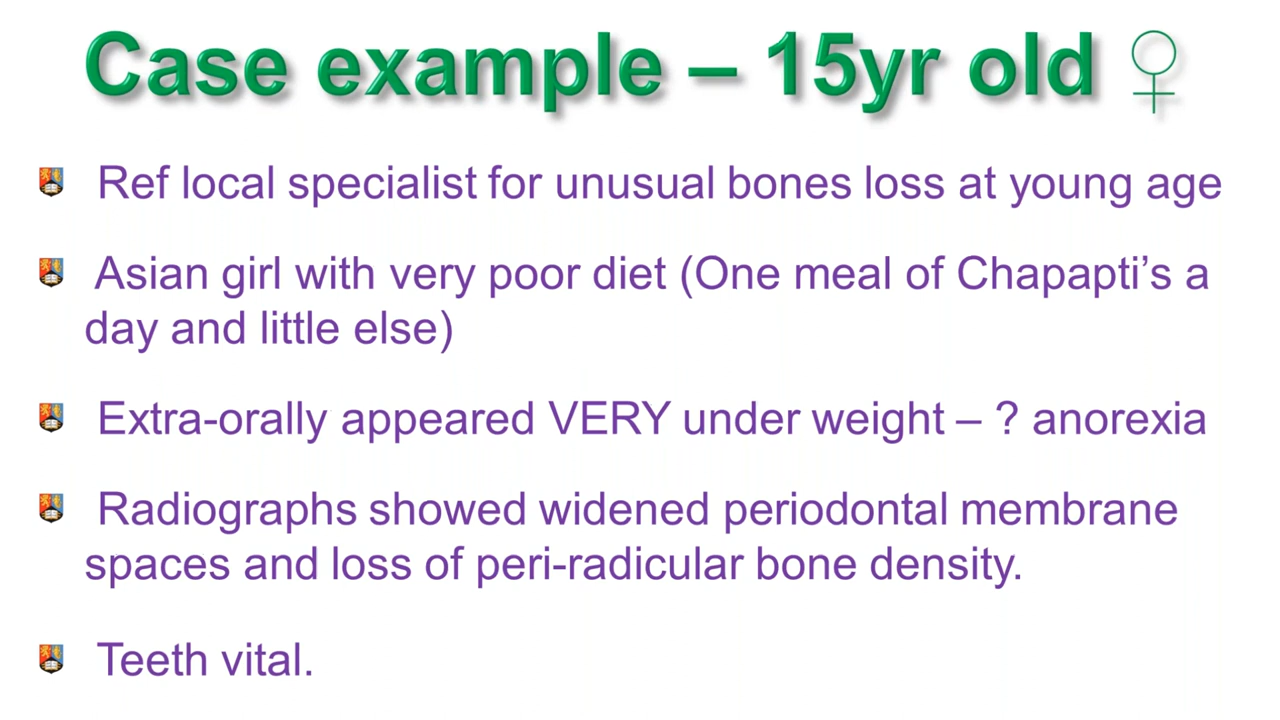 Case example – 15yr old ♀
Ref local specialist for unusual bones loss at young age
Asian girl with very poor diet (One meal of Chapapti’s a
day and little else)
Extra-orally appeared VERY under weight – ? anorexia
Radiographs showed widened periodontal membrane
spaces and loss of peri-radicular bone density.
Teeth vital.